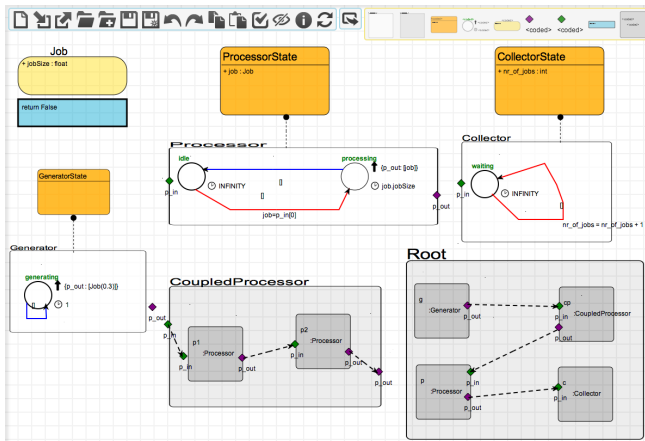 <coded>
<coded>
Job
+ jobSize : float
return False
ProcessorState
+ job : Job
CollectorState
+ nr_of_jobs : int
Processor
idle
INFINITY
[]
[]
processing
{p_out: [job]}
job.jobSize
job=p_in[0]
p_in
p_out
Collector
waiting
INFINITY
[]
nr_of_jobs = nr_of_jobs + 1
p_in
GeneratorState
Generator
generating
{p_out : [Job(0.3)]}
1
[]
p_out
CoupledProcessor
p_in
p1
:Processor
p_in
p_out
p2
:Processor
p_in
p_out
p_out
Root
g
:Generator
p_out
cp
p_in
:CoupledProcessor
p_out
p
:Processor
p_in
p_out
c
p_in
:Collector